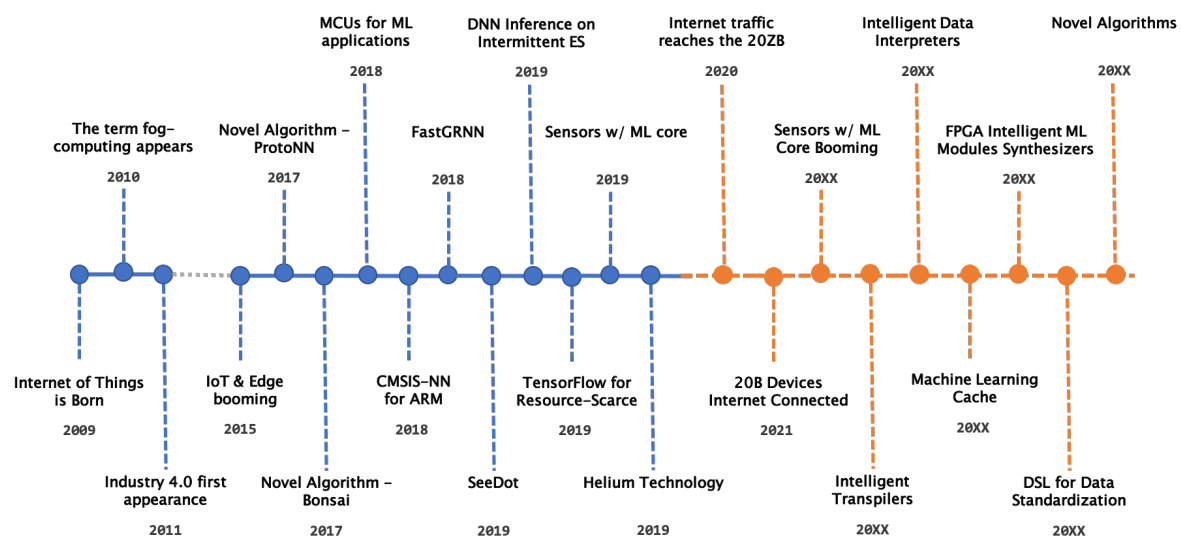 MCUs for ML
applications
2018
DNN Inference on
Intermittent ES
2019
Internet traffic
reaches the 20ZB
2020
Intelligent Data
Interpreters
20XX
Novel Algorithms
20XX
The term fog-
computing appears
2010
Novel Algorithm -
ProtoNN
2017
FastGRNN
2018
Sensors w/ ML core
2019
Sensors w/ ML
Core Booming
20XX
FPGA Intelligent ML
Modules Synthesizers
20XX
Internet of Things
is Born
2009
IoT & Edge
booming
2015
CMSIS-NN
for ARM
2018
TensorFlow for
Resource-Scarce
2019
20B Devices
Internet Connected
2021
Machine Learning
Cache
20XX
Industry 4.0 first
appearance
2011
Novel Algorithm -
Bonsai
2017
SeeDot
2019
Helium Technology
2019
Intelligent
Transpilers
20XX
DSL for Data
Standardization
20XX